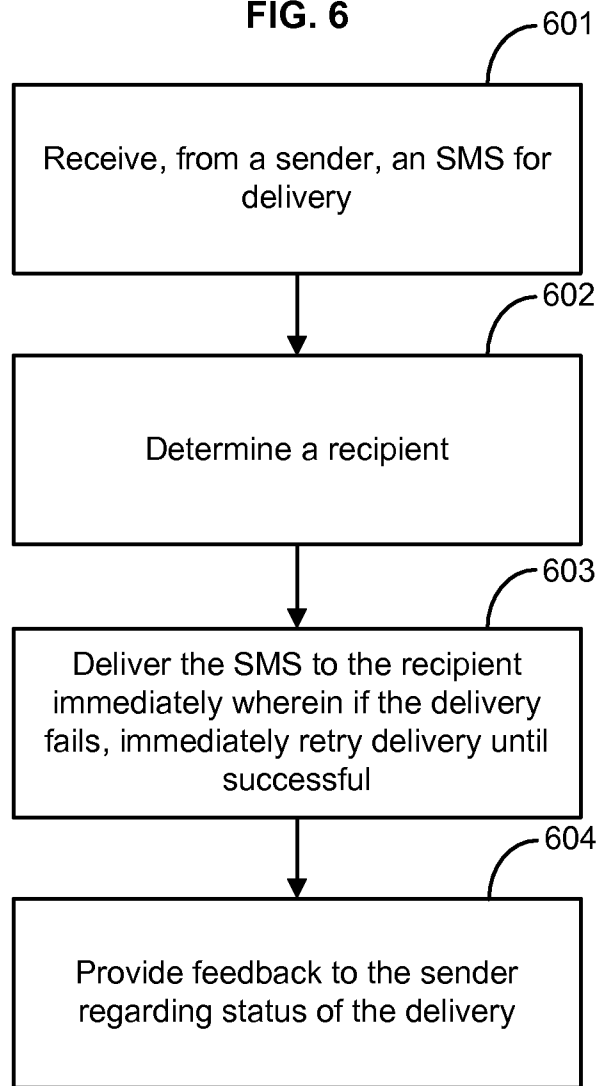 FIG. 6
601
Receive, from a sender, an SMS for
delivery
602
Determine a recipient
603
Deliver the SMS to the recipient
immediately wherein if the delivery
fails, immediately retry delivery until
successful
604
Provide feedback to the sender
regarding status of the delivery